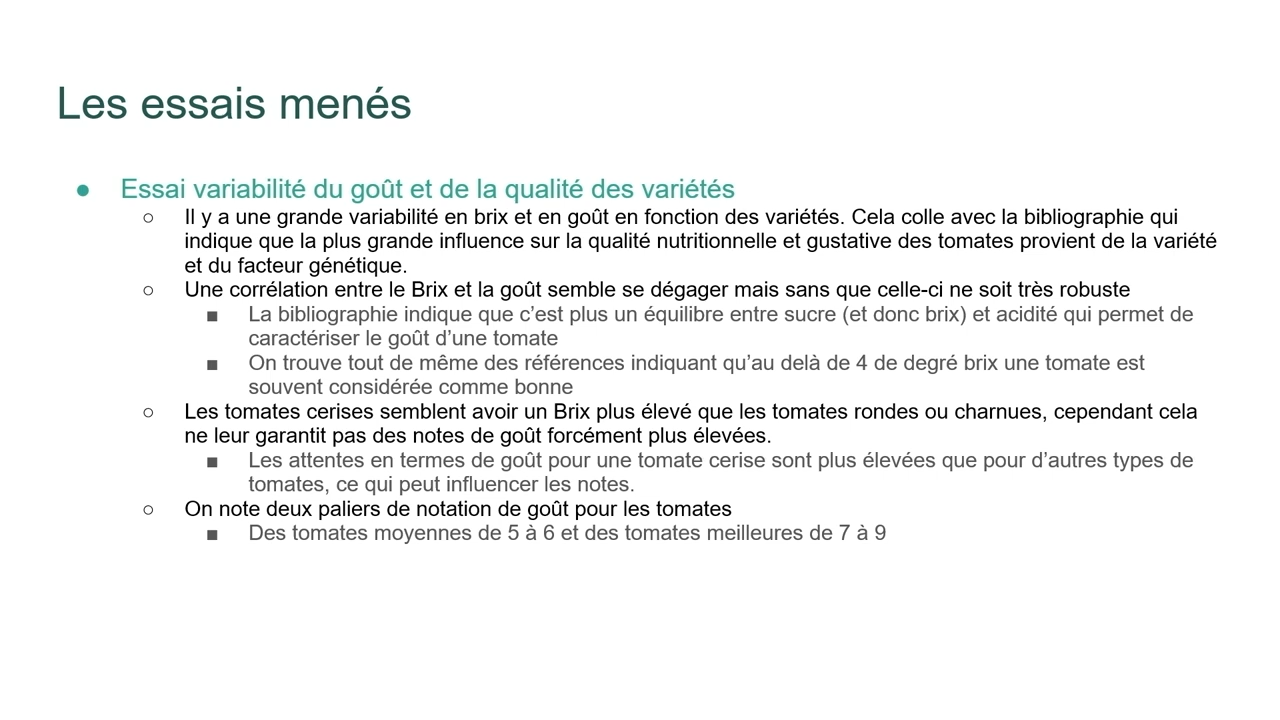 Les essais menés
● Essai variabilité du goût et de la qualité des variétés
○ Il y a une grande variabilité en brix et en goût en fonction des variétés. Cela colle avec la bibliographie qui
indique que la plus grande influence sur la qualité nutritionnelle et gustative des tomates provient de la variété
et du facteur génétique.
○ Une corrélation entre le Brix et la goût semble se dégager mais sans que celle-ci ne soit très robuste
■ La bibliographie indique que c’est plus un équilibre entre sucre (et donc brix) et acidité qui permet de
caractériser le goût d’une tomate
■ On trouve tout de même des références indiquant qu’au delà de 4 de degré brix une tomate est
souvent considérée comme bonne
○ Les tomates cerises semblent avoir un Brix plus élevé que les tomates rondes ou charnues, cependant cela
ne leur garantit pas des notes de goût forcément plus élevées.
■ Les attentes en termes de goût pour une tomate cerise sont plus élevées que pour d’autres types de
tomates, ce qui peut influencer les notes.
○ On note deux paliers de notation de goût pour les tomates
■ Des tomates moyennes de 5 à 6 et des tomates meilleures de 7 à 9